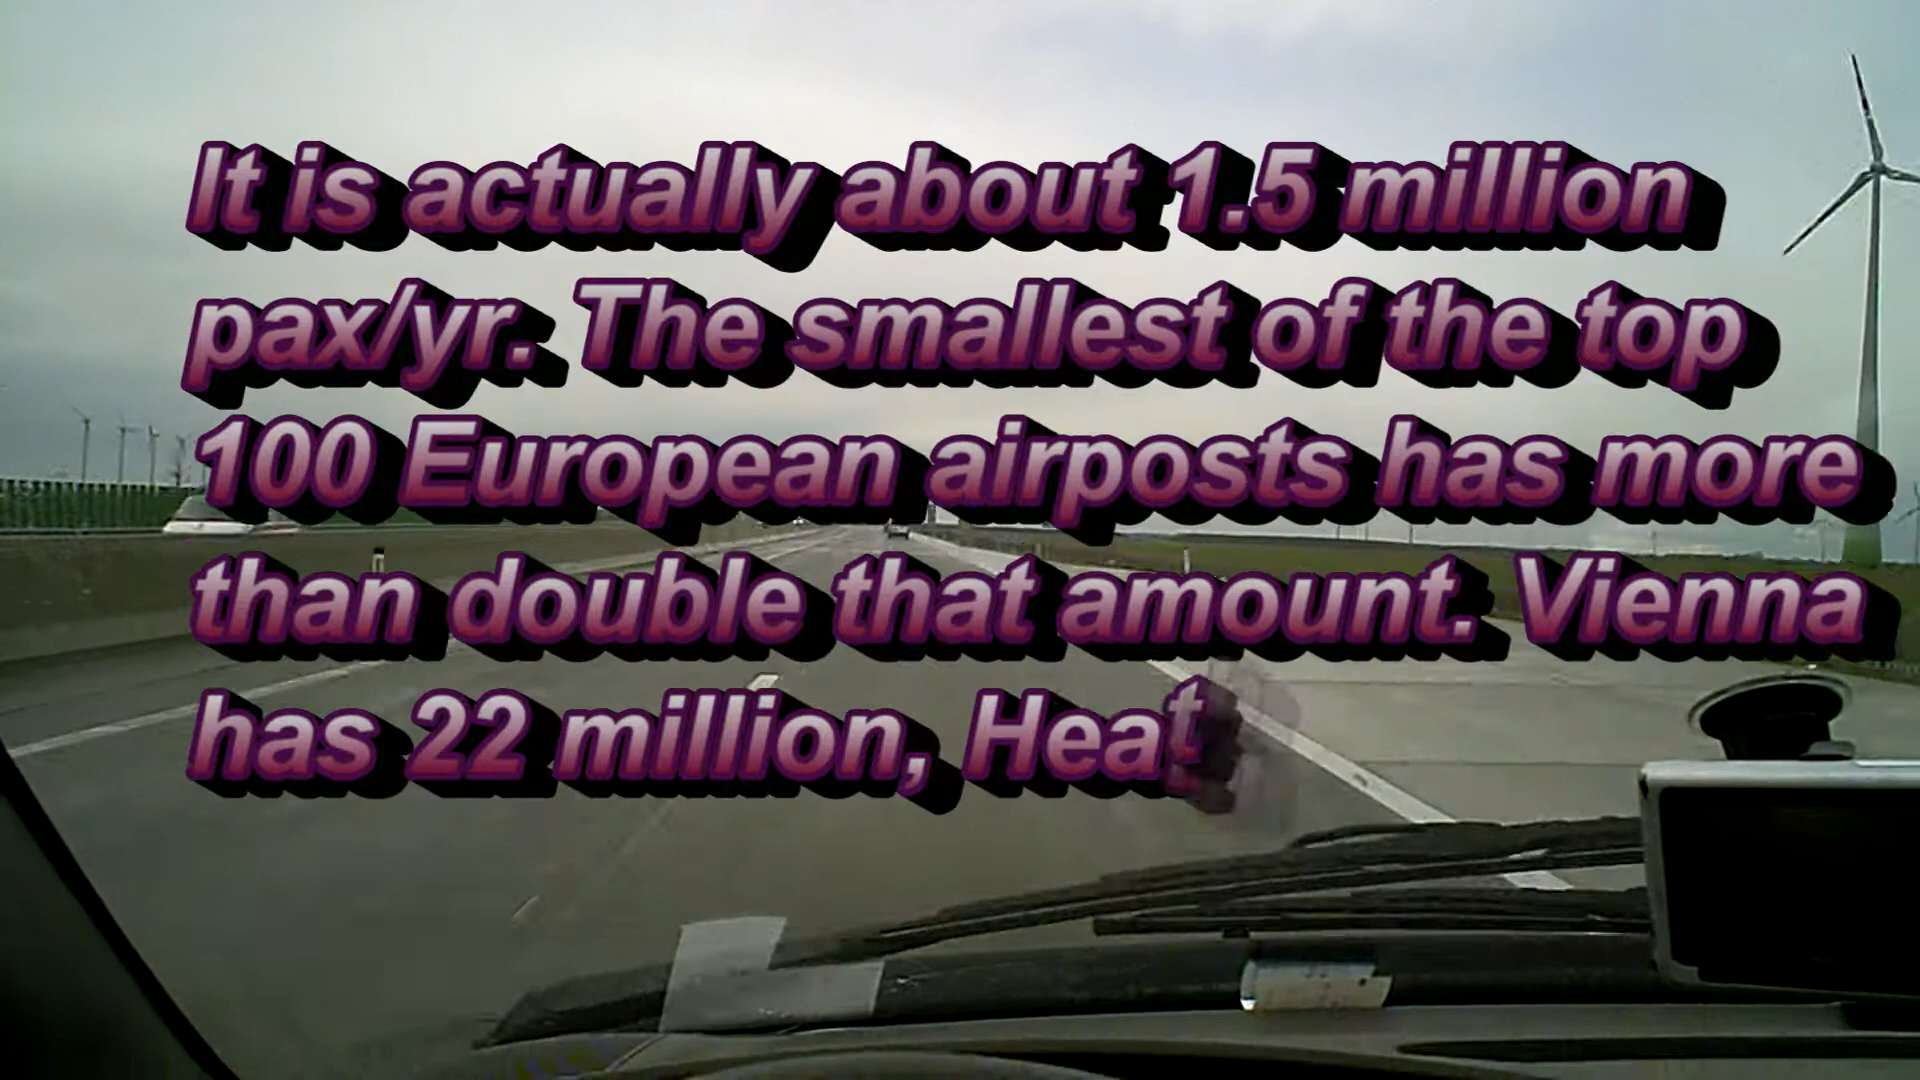 It is actually about 1.5 million
pax/yr. The smallest of the top
100 European airposts has more
than double that amount. Vienna
has 22 million, Heat